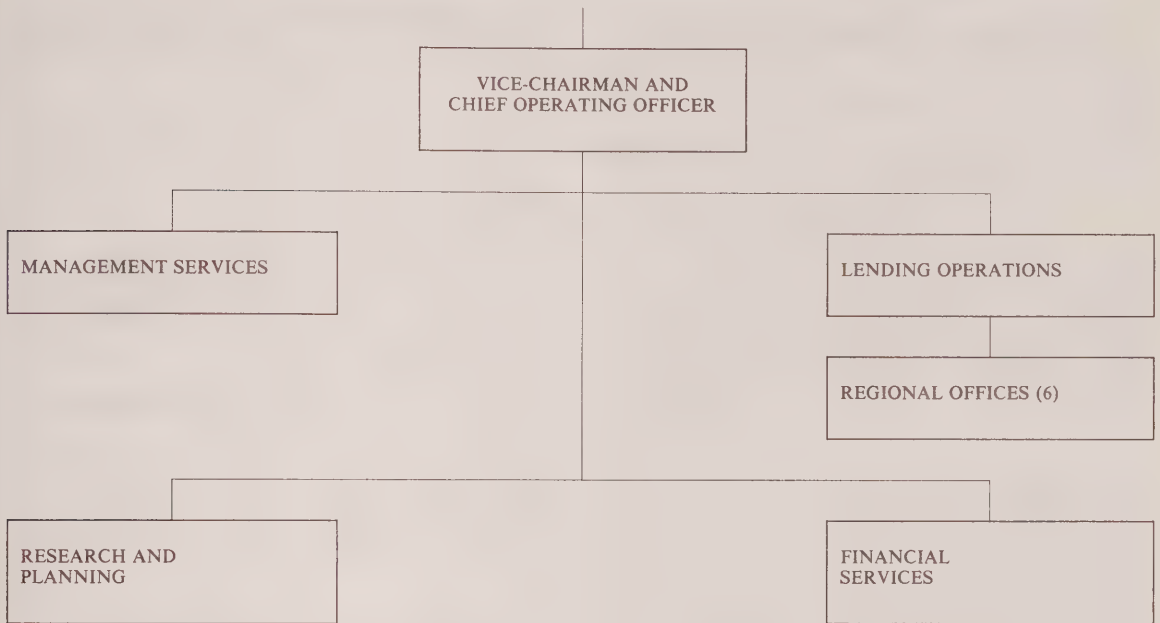 VICE-CHAIRMAN AND
CHIEF OPERATING OFFICER
MANAGEMENT SERVICES
LENDING OPERATIONS
REGIONAL OFFICES (6)
RESEARCH AND
PLANNING
FINANCIAL
SERVICES